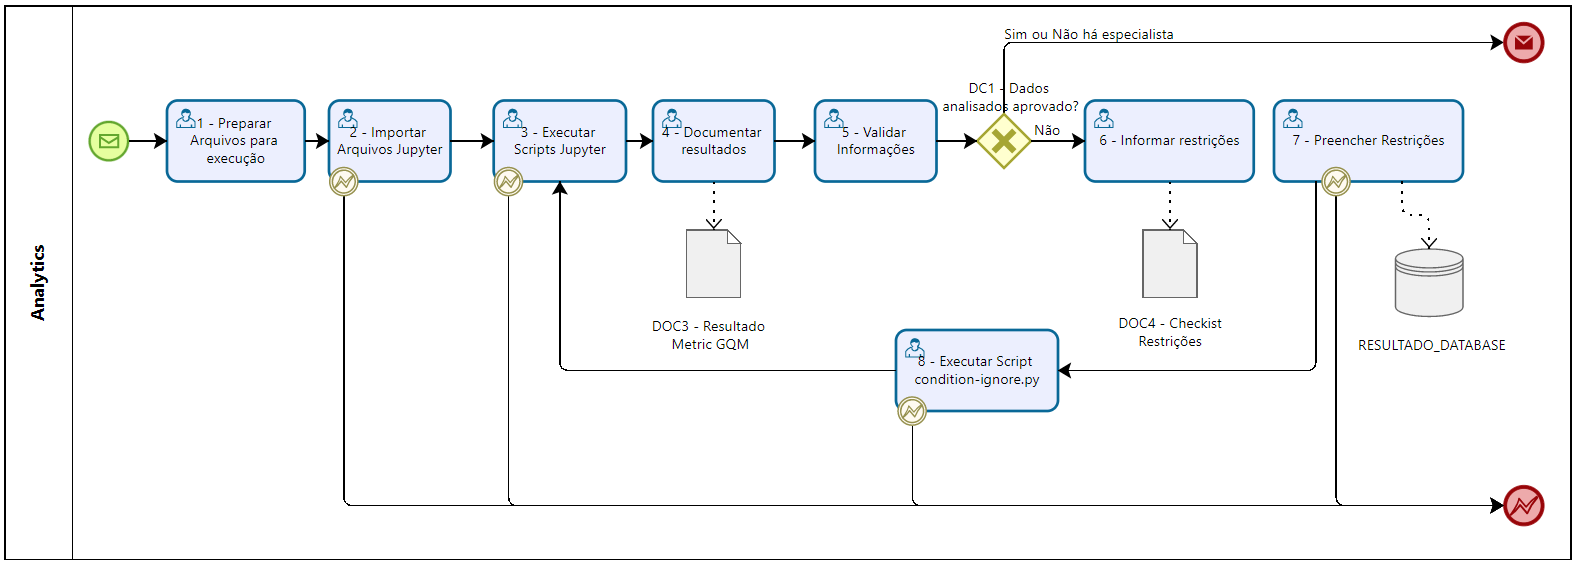 Analytics
Sim ou Não há especialista
DC1 - Dados
analisados aprovado?
Não
1 - Preparar
Arquivos para
execução
2 - Importar
Arquivos Jupyter
3 - Executar
Scripts Jupyter
4 - Documentar
resultados
5 - Validar
Informações
6 - Informar restrições
7 - Preencher Restrições
DOC3 - Resultado
Metric GQM
DOC4 - Checkist
Restrições
RESULTADO_DATABASE
8 - Executar Script
condition-ignore.py